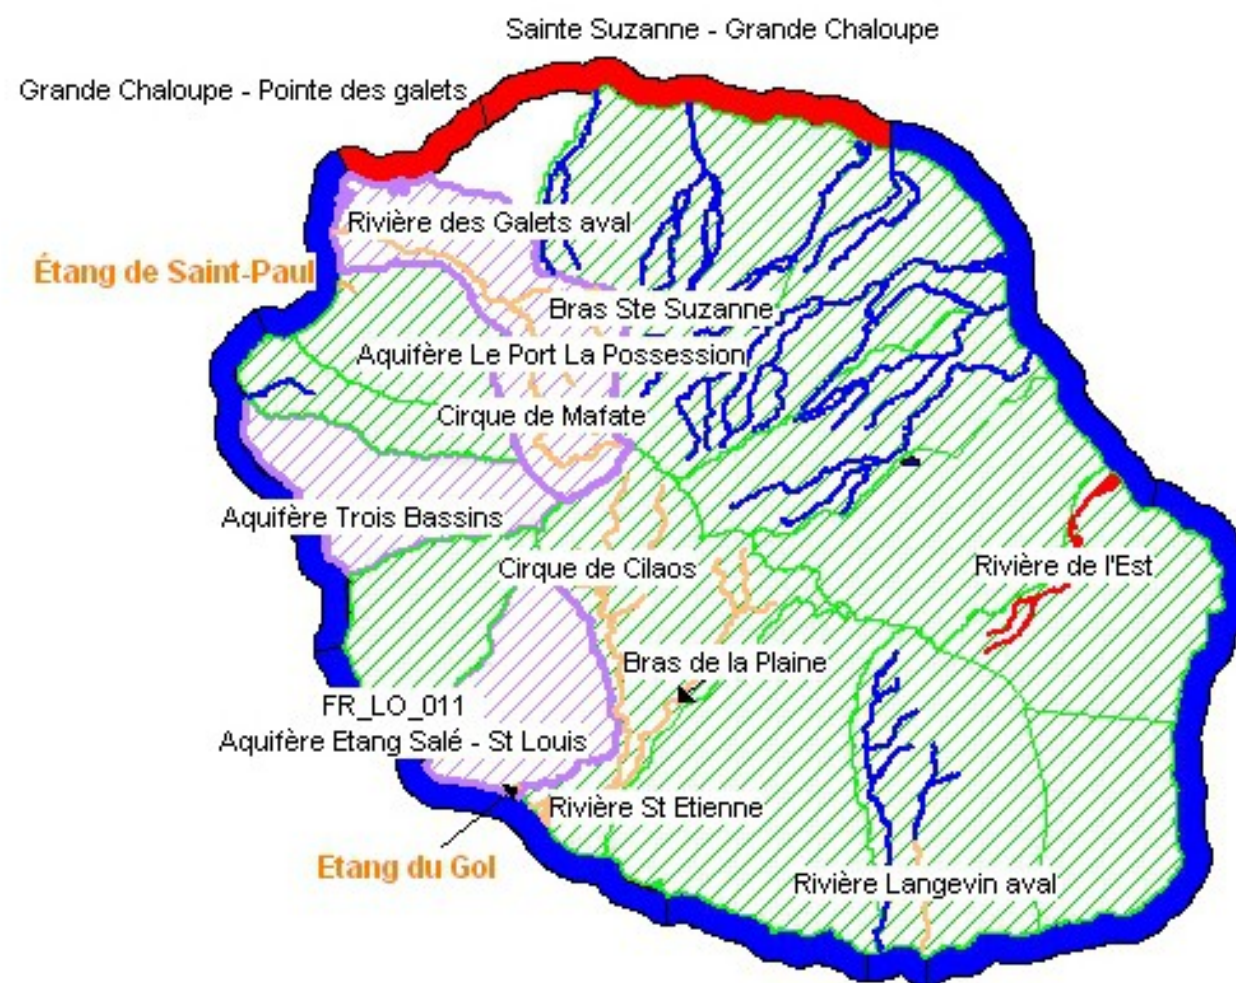 Sainte Suzanne - Grande Chaloupe
Grande Chaloupe - Pointe des galets
Rivière des Galets aval
Étang de Saint-Paul
Bras Ste Suzanne
Aquifère Le Port La Possession
Cirque de Mafate
Aquifère Trois Bassins
Cirque de Cilaos
Rivière de l'Est
Bras de la Plaine
FR_LO_011
Aquifère Etang Salé - St Louis
Rivière St Etienne
Etang du Gol
Rivière Langevin aval